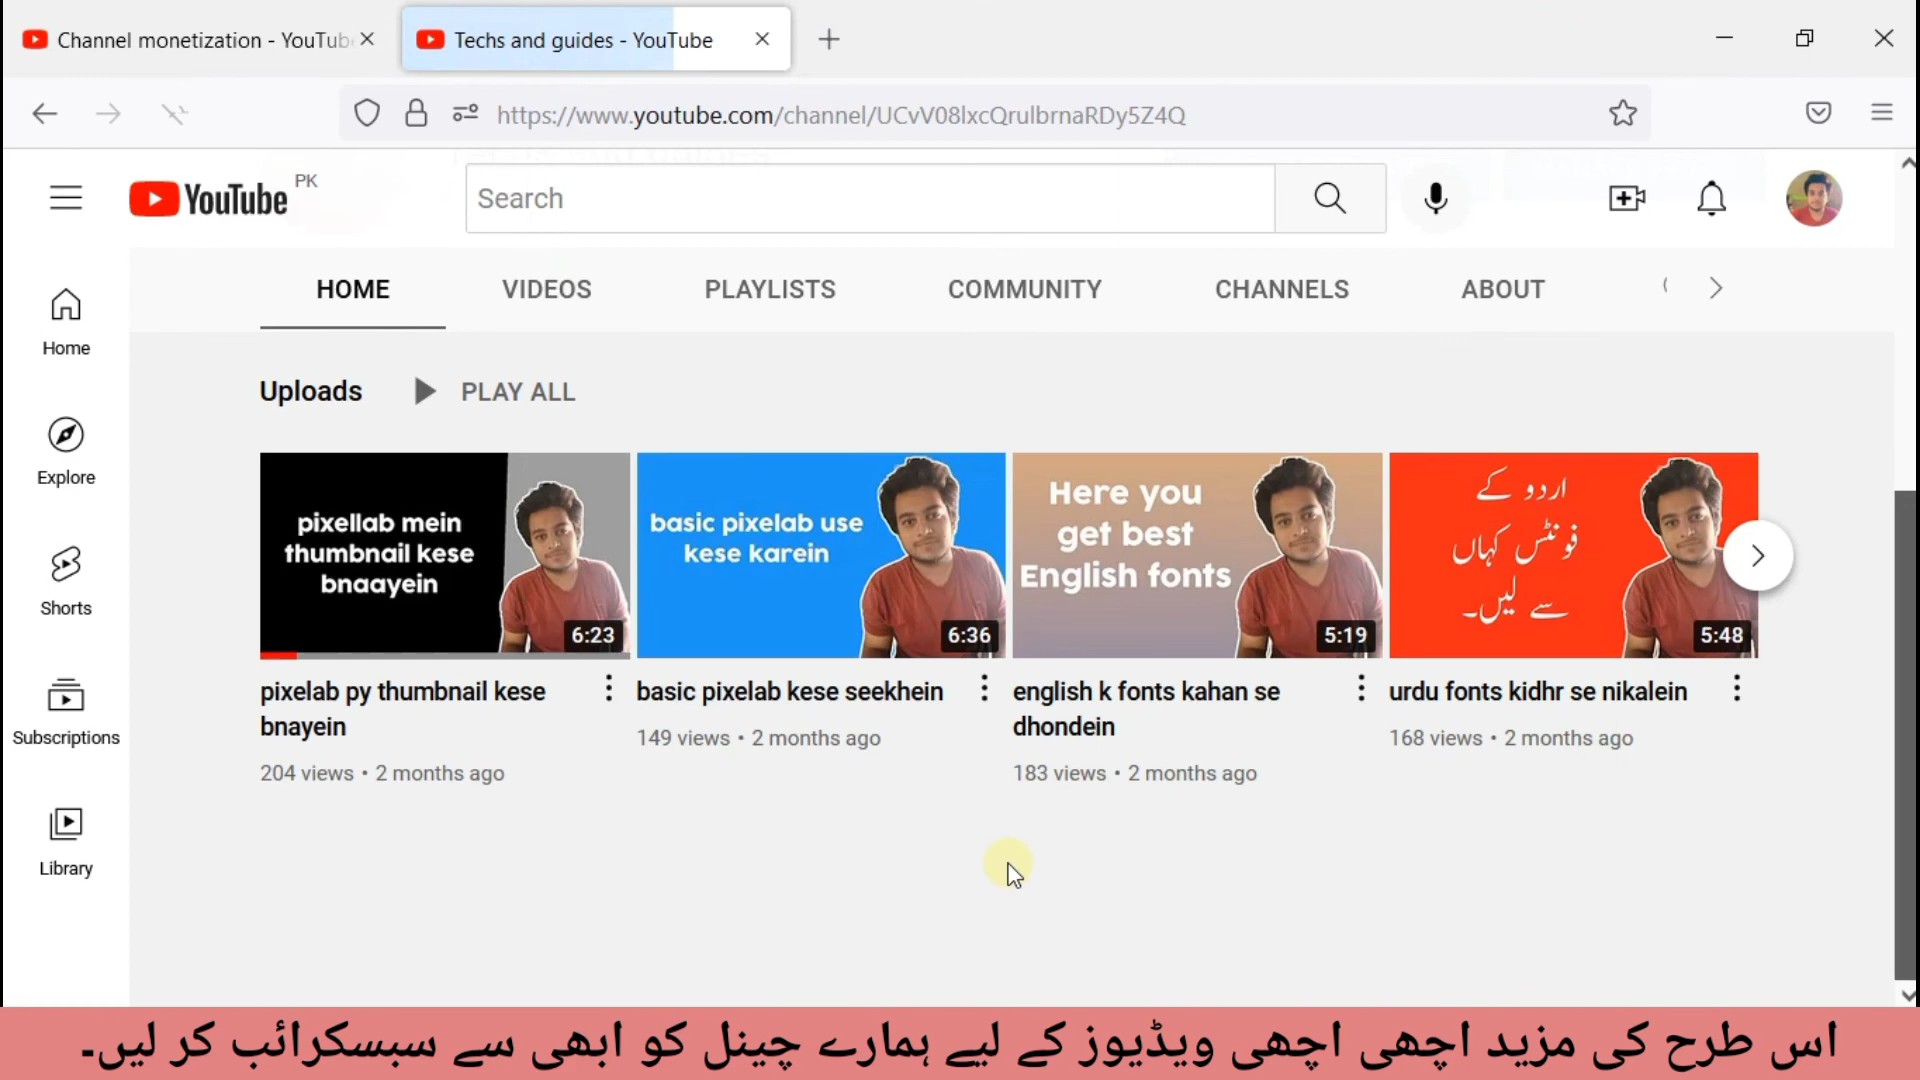 Channel monetization - YouTub
Techs and guides - YouTube
https://www.youtube.com/channel/UCvV08lxcQrulbrnaRDy5Z4Q
YouTube PK
Search
HOME VIDEOS PLAYLISTS COMMUNITY CHANNELS ABOUT
Home
Explore
Shorts
Subscriptions
Library
Uploads PLAY ALL
pixellab mein
thumbnail kese
bnaayein
6:23
pixelab py thumbnail kese
bnayein
204 views • 2 months ago
basic pixelab use
kese karein
6:36
basic pixelab kese seekhein
149 views • 2 months ago
Here you
get best
English fonts
5:19
english k fonts kahan se
dhondein
183 views • 2 months ago
اردو کے
فونٹس کہاں
سے لیں۔
5:48
urdu fonts kidhr se nikalein
168 views • 2 months ago
اس طرح کی مزید اچھی اچھی ویڈیوز کے لیے ہمارے چینل کو ابھی سے سبسکرائب کر لیں۔